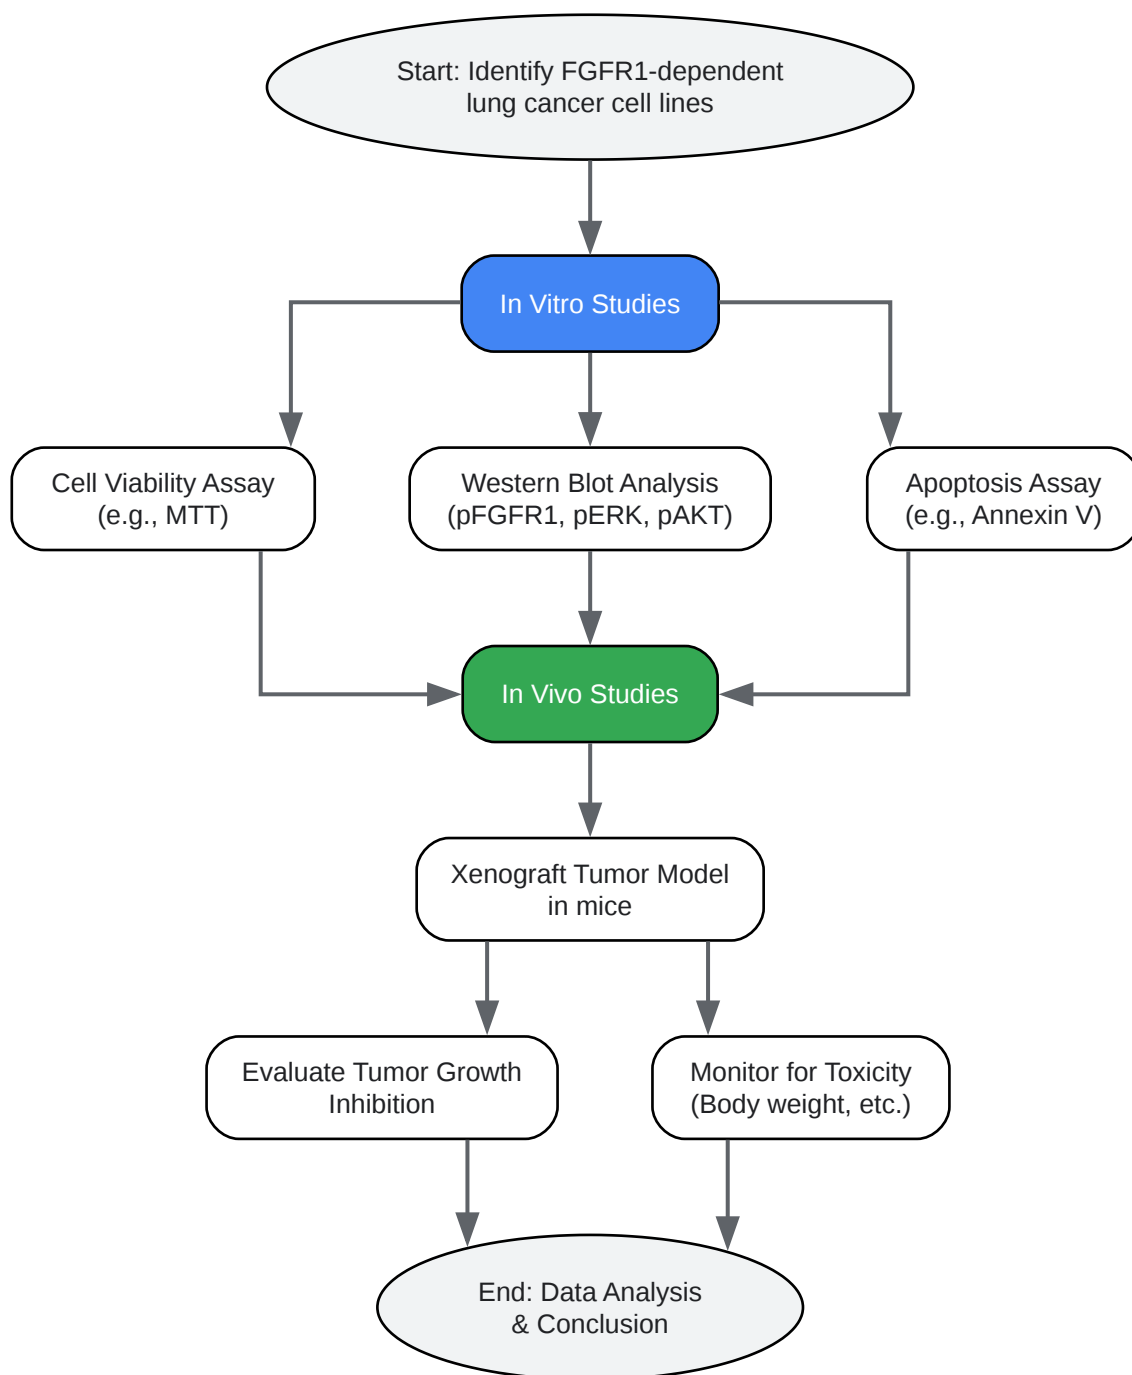 Start: Identify FGFR1-dependent
lung cancer cell lines
In Vitro Studies
Cell Viability Assay
(e.g., MTT)
Western Blot Analysis
(pFGFR1, pERK, pAKT)
Apoptosis Assay
(e.g., Annexin V)
In Vivo Studies
Xenograft Tumor Model
in mice
Evaluate Tumor Growth
Inhibition
Monitor for Toxicity
(Body weight, etc.)
End: Data Analysis
& Conclusion